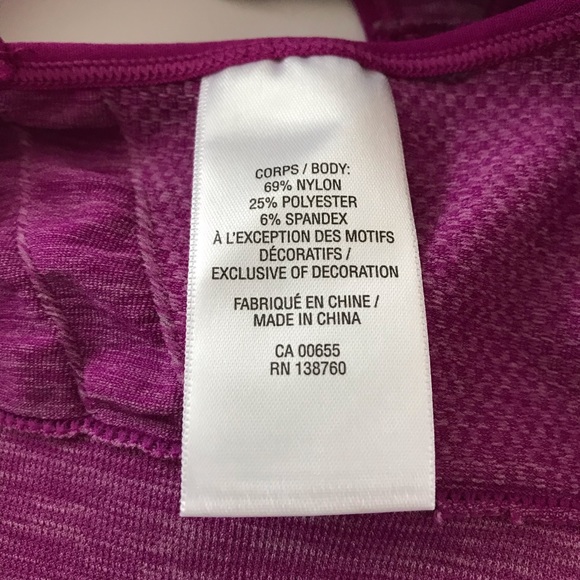 CORPS / BODY:
69% NYLON
25% POLYESTER
6% SPANDEX
À L'EXCEPTION DES MOTIFS
DÉCORATIFS /
EXCLUSIVE OF DECORATION
FABRIQUÉ EN CHINE /
MADE IN CHINA
CA 00655
RN 138760